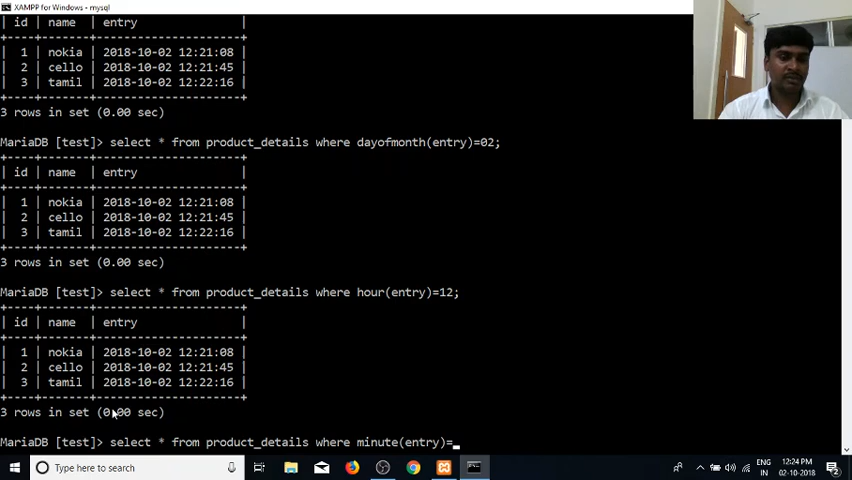 XAMPP for Windows - mysql
| id | name | entry |
+----+-------+---------------------+
| 1 | nokia | 2018-10-02 12:21:08 |
| 2 | cello | 2018-10-02 12:21:45 |
| 3 | tamil | 2018-10-02 12:22:16 |
+----+-------+---------------------+
3 rows in set (0.00 sec)
MariaDB [test]> select * from product_details where dayofmonth(entry)=02;
+----+-------+---------------------+
| id | name | entry |
+----+-------+---------------------+
| 1 | nokia | 2018-10-02 12:21:08 |
| 2 | cello | 2018-10-02 12:21:45 |
| 3 | tamil | 2018-10-02 12:22:16 |
+----+-------+---------------------+
3 rows in set (0.00 sec)
MariaDB [test]> select * from product_details where hour(entry)=12;
+----+-------+---------------------+
| id | name | entry |
+----+-------+---------------------+
| 1 | nokia | 2018-10-02 12:21:08 |
| 2 | cello | 2018-10-02 12:21:45 |
| 3 | tamil | 2018-10-02 12:22:16 |
+----+-------+---------------------+
3 rows in set (0.00 sec)
MariaDB [test]> select * from product_details where minute(entry)=_
Type here to search
ENG
IN
12:24 PM
02-10-2018
2